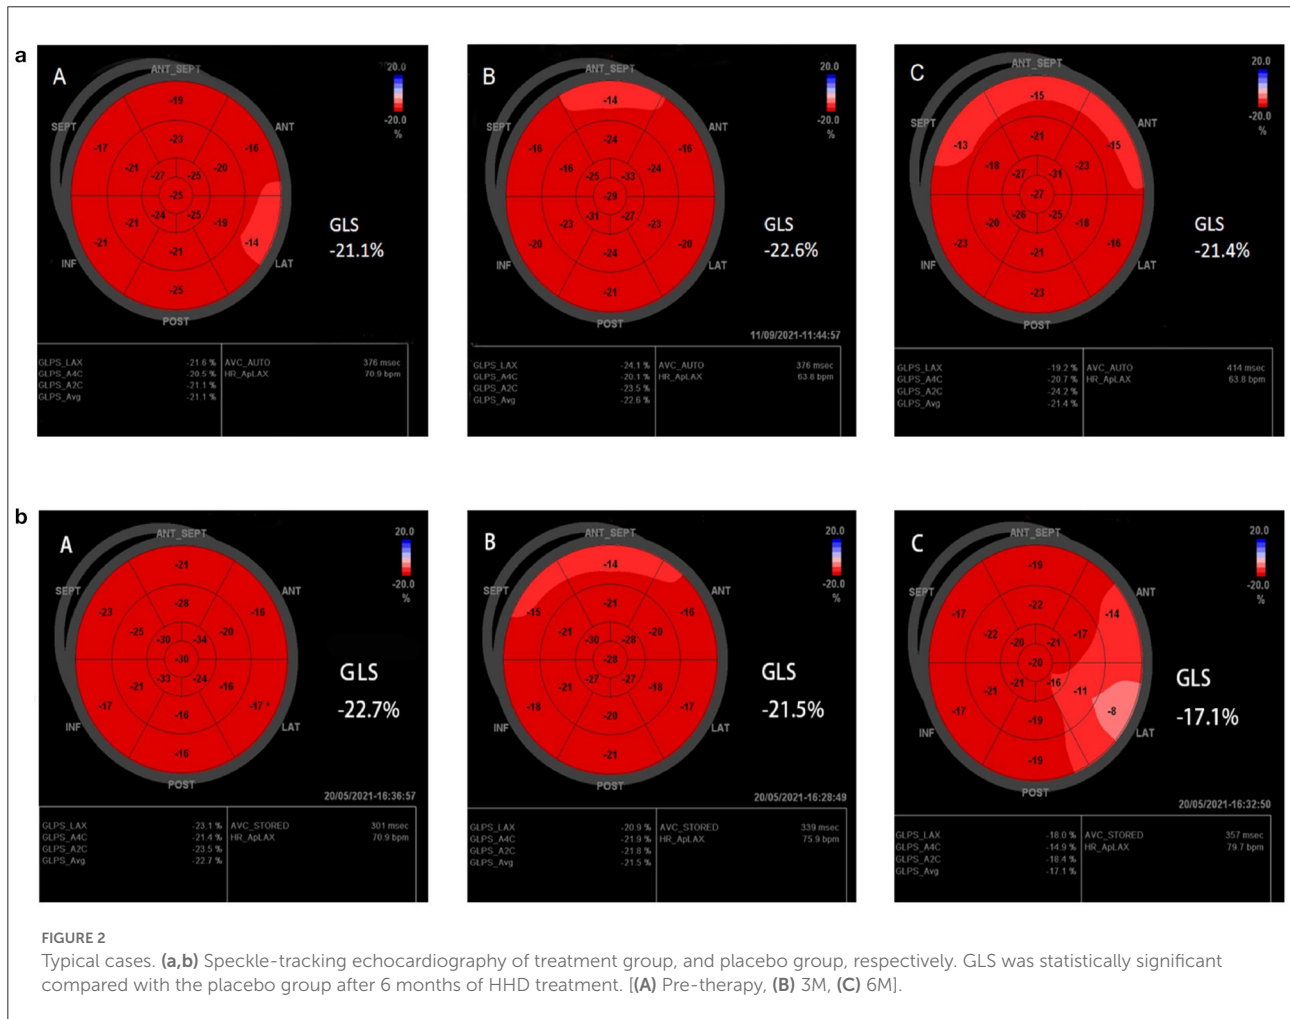 a
A
ANT_SEPT
20.0
-20.0
%
SEPT
ANT
-19
-17
-16
-23
-21
-20
-27
-25
-25
-24
-25
-21
-19
-21
-21
-14
-25
INF
LAT
POST
GLS
-21.1%
GLPS_LAX -21.6 % AVC_AUTO 376 msec
GLPS_A4C -20.5 % HR_ApLAX 70.9 bpm
GLPS_A2C -21.1 %
GLPS_Avg -21.1 %
B
ANT_SEPT
20.0
-20.0
%
SEPT
ANT
-14
-16
-16
-24
-16
-24
-25
-33
-29
-31
-27
-23
-23
-24
-20
-20
-21
INF
LAT
POST
GLS
-22.6%
11/09/2021-11:44:57
GLPS_LAX -24.1 % AVC_AUTO 376 msec
GLPS_A4C -20.1 % HR_ApLAX 63.8 bpm
GLPS_A2C -23.5 %
GLPS_Avg -22.6 %
C
ANT_SEPT
20.0
-20.0
%
SEPT
ANT
-15
-13
-15
-21
-18
-23
-27
-31
-27
-26
-25
-20
-18
-21
-23
-16
-23
INF
LAT
POST
GLS
-21.4%
GLPS_LAX -19.2 % AVC_AUTO 414 msec
GLPS_A4C -20.7 % HR_ApLAX 63.8 bpm
GLPS_A2C -24.2 %
GLPS_Avg -21.4 %
b
A
ANT_SEPT
20.0
-20.0
%
SEPT
ANT
-21
-23
-16
-28
-25
-20
-30
-34
-30
-33
-24
-21
-16
-16
-17
-17 *
-16
INF
LAT
POST
GLS
-22.7%
20/05/2021-16:36:57
GLPS_LAX -23.1 % AVC_STORED 301 msec
GLPS_A4C -21.4 % HR_ApLAX 70.9 bpm
GLPS_A2C -23.5 %
GLPS_Avg -22.7 %
B
ANT_SEPT
20.0
-20.0
%
SEPT
ANT
-14
-15
-16
-21
-21
-20
-30
-28
-28
-27
-27
-21
-18
-20
-18
-17
-21
INF
LAT
POST
GLS
-21.5%
20/05/2021-16:28:49
GLPS_LAX -20.9 % AVC_STORED 339 msec
GLPS_A4C -21.9 % HR_ApLAX 75.9 bpm
GLPS_A2C -21.8 %
GLPS_Avg -21.5 %
C
ANT_SEPT
20.0
-20.0
%
SEPT
ANT
-19
-17
-14
-22
-22
-17
-20
-21
-20
-21
-16
-21
-11
-19
-17
-8
-19
INF
LAT
POST
GLS
-17.1%
20/05/2021-16:32:50
GLPS_LAX -18.0 % AVC_STORED 357 msec
GLPS_A4C -14.9 % HR_ApLAX 79.7 bpm
GLPS_A2C -18.4 %
GLPS_Avg -17.1 %
FIGURE 2
Typical cases. (a,b) Speckle-tracking echocardiography of treatment group, and placebo group, respectively. GLS was statistically significant
compared with the placebo group after 6 months of HHD treatment. [(A) Pre-therapy, (B) 3M, (C) 6M].